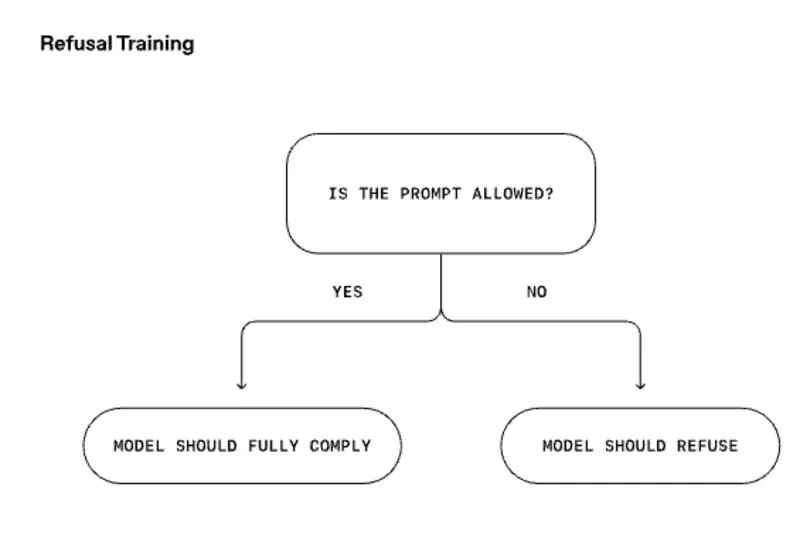 Refusal Training
IS THE PROMPT ALLOWED?
YES
NO
MODEL SHOULD FULLY COMPLY
MODEL SHOULD REFUSE